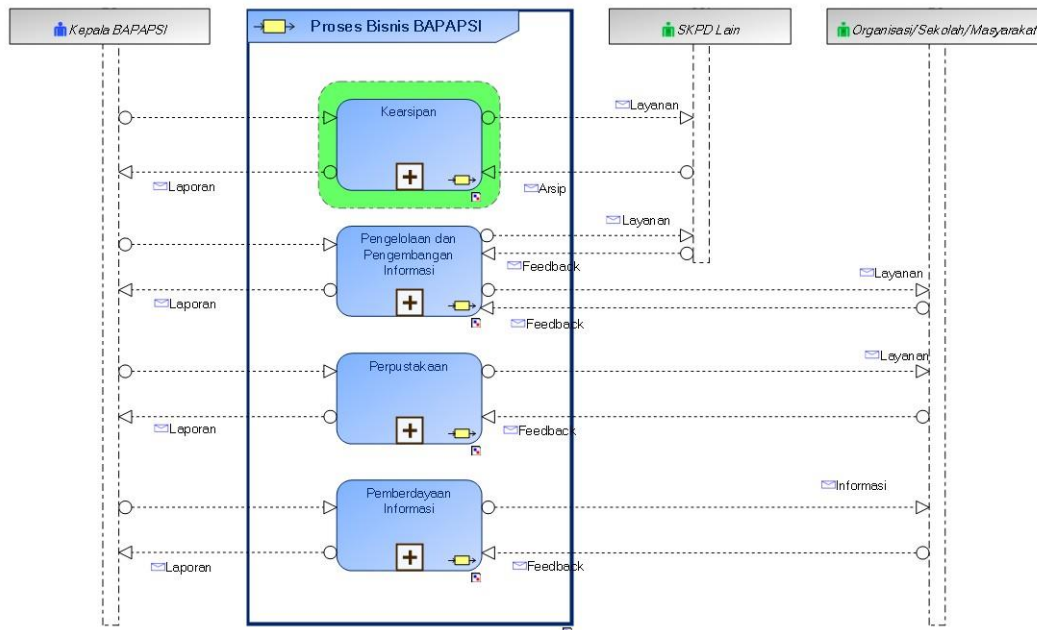 Kepala BAPAPSI
Proses Bisnis BAPAPSI
SKPD Lain
Organisasi/Sekolah/Masyarakat
Kearsipan
Layanan
Laporan
Arsip
Layanan
Pengelolaan dan
Pengembangan
Informasi
Feedback
Layanan
Laporan
Feedback
Layanan
Perpustakaan
Laporan
Feedback
Informasi
Pemberdayaan
Informasi
Laporan
Feedback